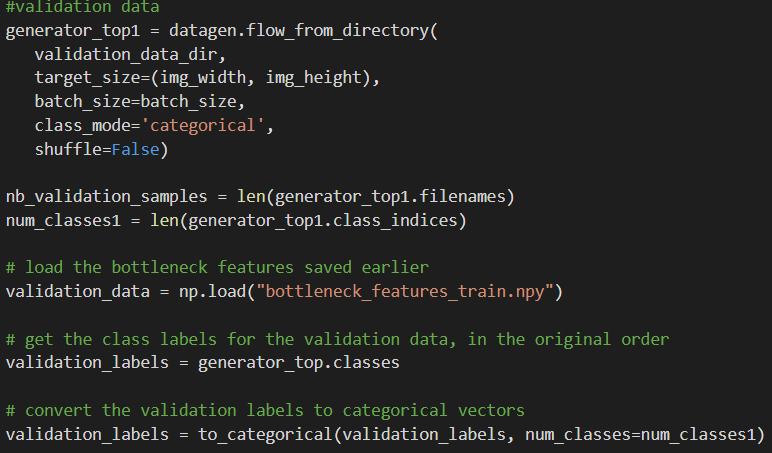 #validation data
generator_top1 = datagen.flow_from_directory(
validation_data_dir,
target_size=(img_width, img_height),
batch_size=batch_size,
class_mode='categorical',
shuffle=False)
nb_validation_samples = len(generator_top1.filenames)
num_classes1 = len(generator_top1.class_indices)
# load the bottleneck features saved earlier
validation_data = np.load("bottleneck_features_train.npy")
# get the class labels for the validation data, in the original order
validation_labels = generator_top.classes
# convert the validation labels to categorical vectors
validation_labels = to_categorical(validation_labels, num_classes=num_classes1)